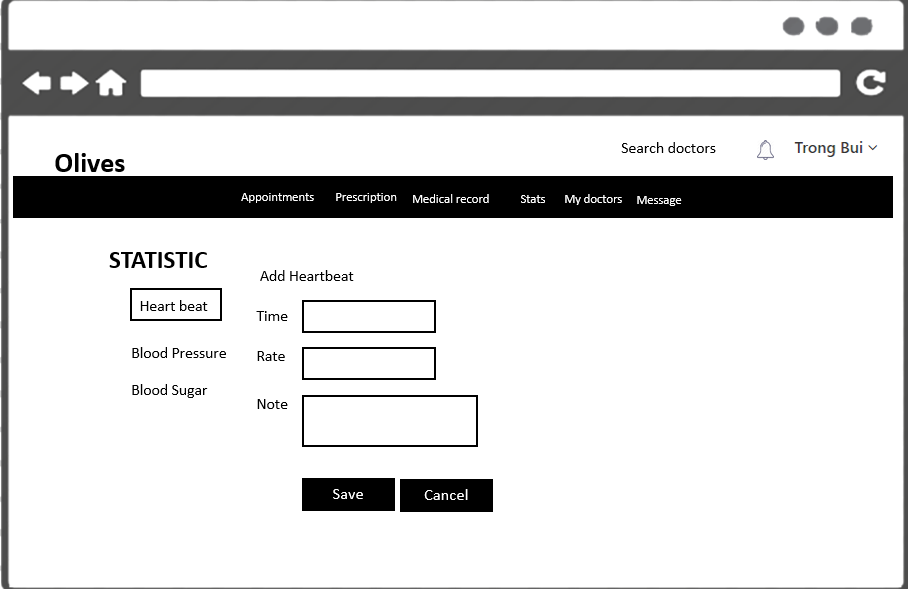 Search doctors
Trong Bui
Olives
Appointments Prescription Medical record Stats My doctors Message
STATISTIC
Heart beat
Blood Pressure
Blood Sugar
Add Heartbeat
Time
Rate
Note
Save Cancel